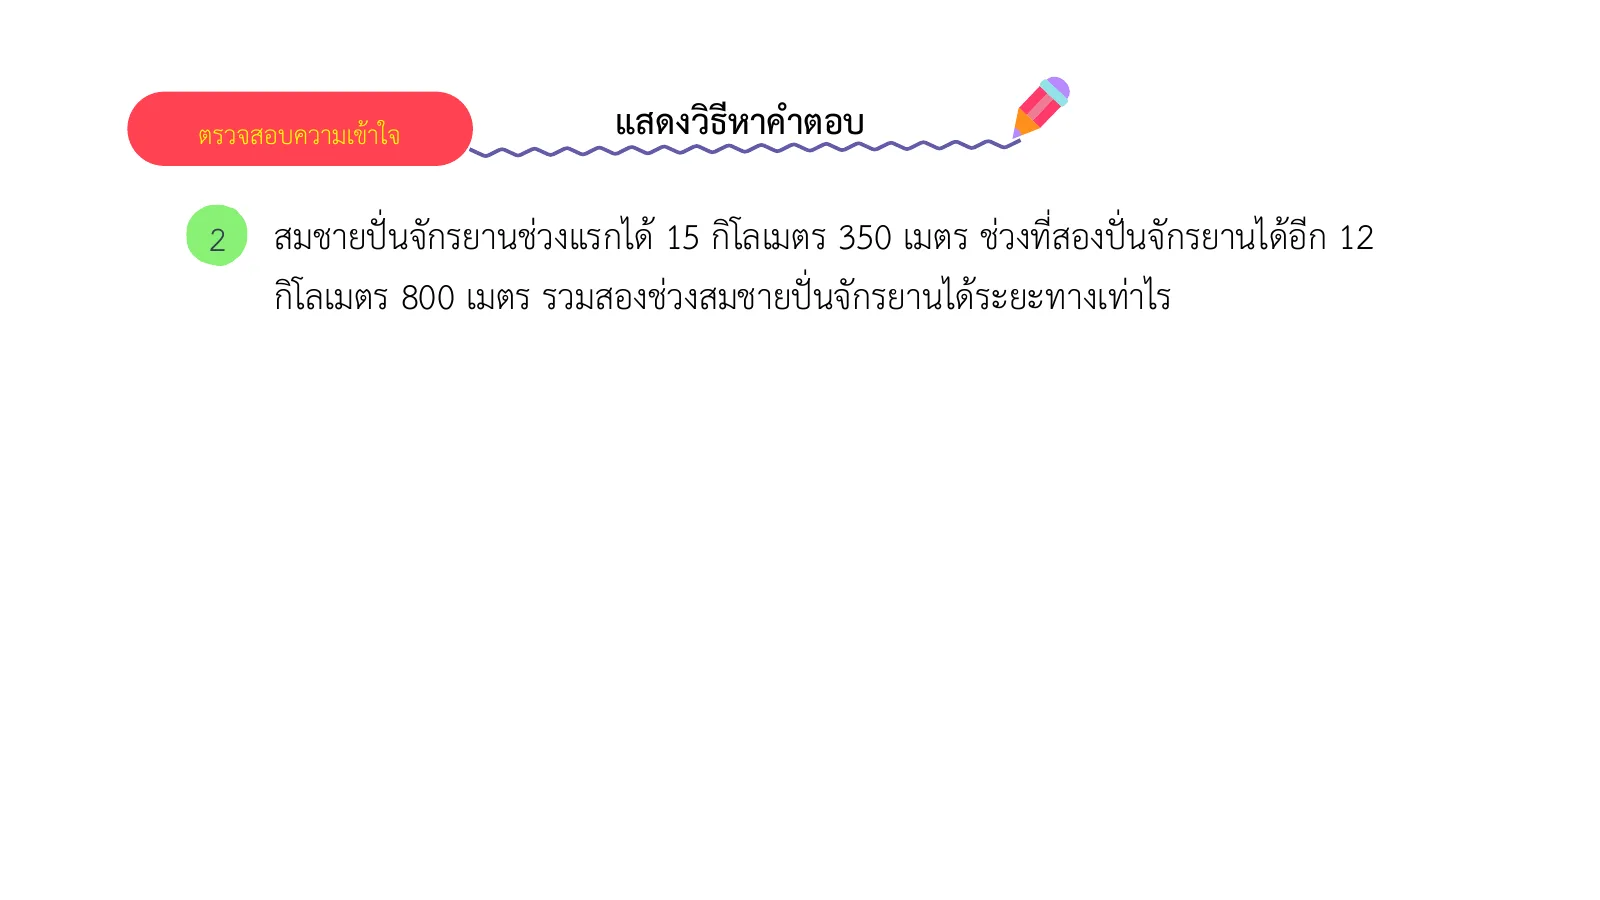 ตรวจสอบความเข้าใจ
แสดงวิธีหาคำตอบ
2 สมชายปั่นจักรยานช่วงแรกได้ 15 กิโลเมตร 350 เมตร ช่วงที่สองปั่นจักรยานได้อีก 12
กิโลเมตร 800 เมตร รวมสองช่วงสมชายปั่นจักรยานได้ระยะทางเท่าไร